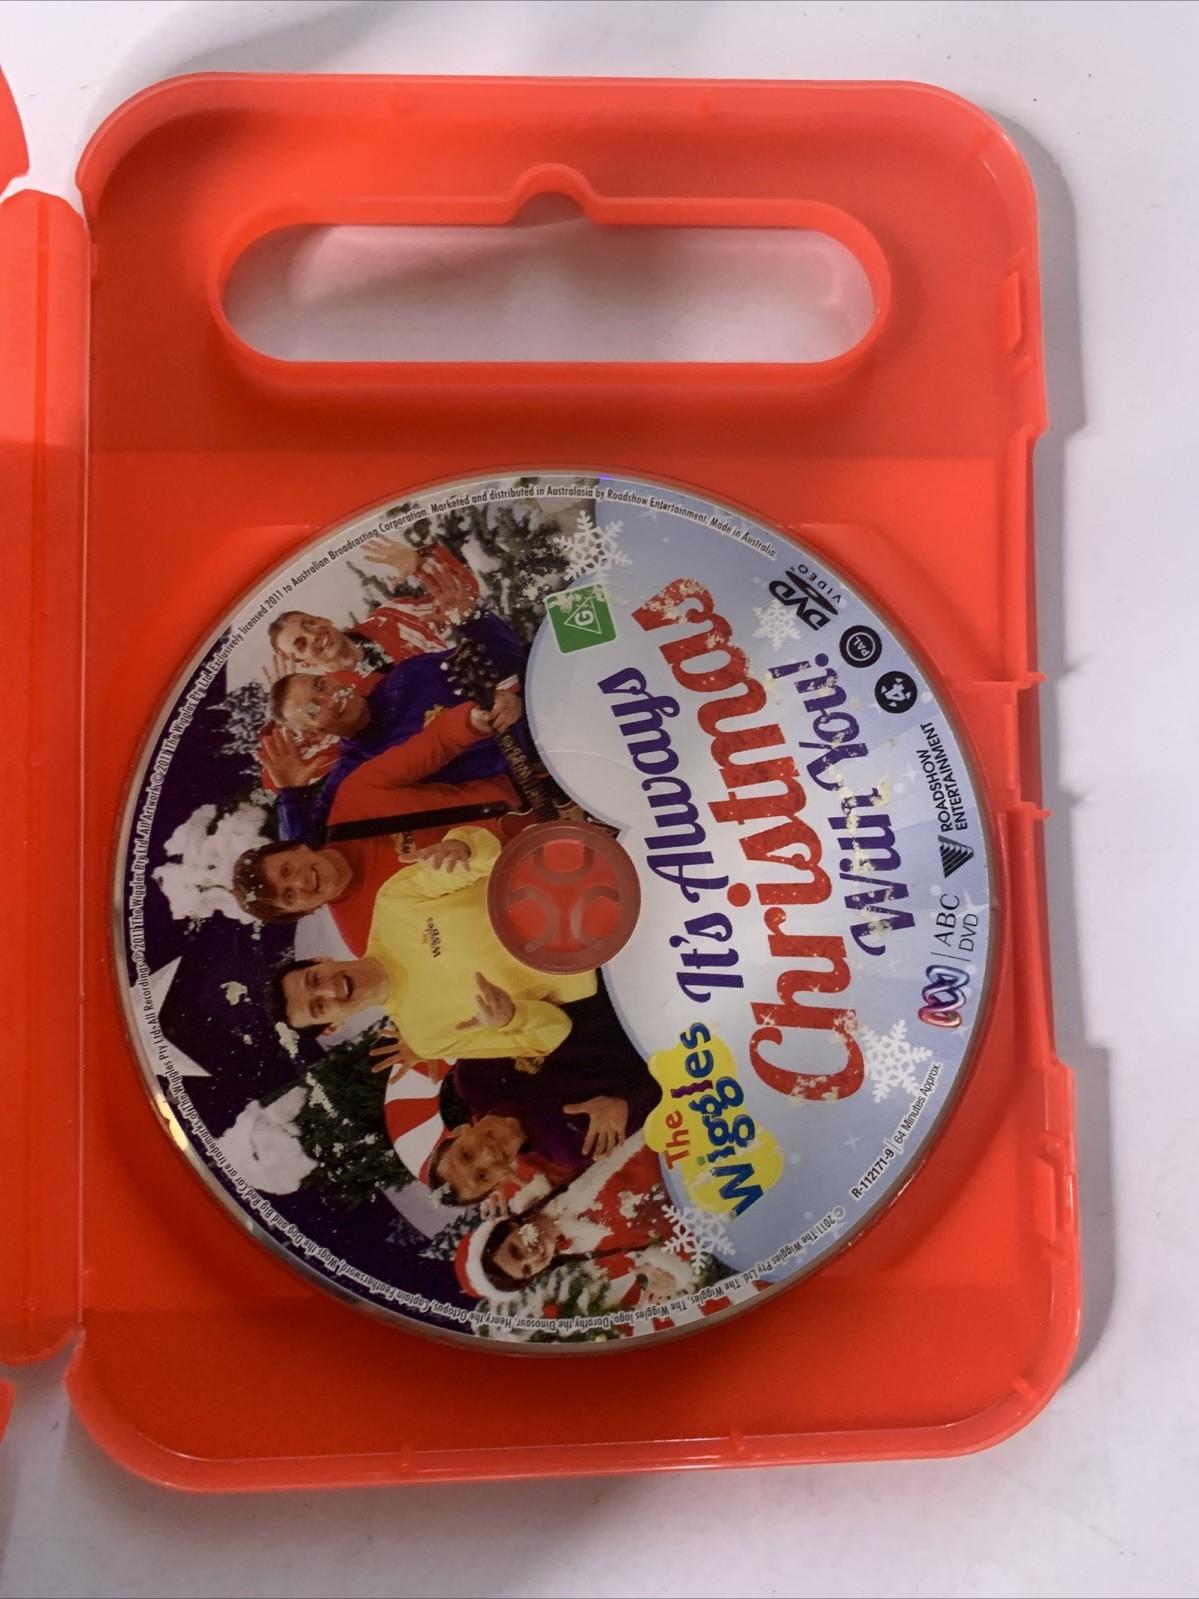 The
Wiggles
It's Always
Christmas
With You!
G
DVD
VIDEO
PAL
4
ROADSHOW
ENTERTAINMENT
ABC
DVD
R-112171-9 | 64 Minutes Approx.
The Wiggles
© 2011 The Wiggles Pty Ltd. The Wiggles, The Wiggles logo, Dorothy the Dinosaur, Henry the Octopus, Captain Feathersword, Wags the Dog and Big Red Car are trademarks of The Wiggles Pty Ltd. All Recordings © 2011 The Wiggles Pty Ltd. All Artwork © 2011 The Wiggles Pty Ltd. Exclusively licensed 2011 to Australian Broadcasting Corporation. Marketed and distributed in Australasia by Roadshow Entertainment. Made in Australia.